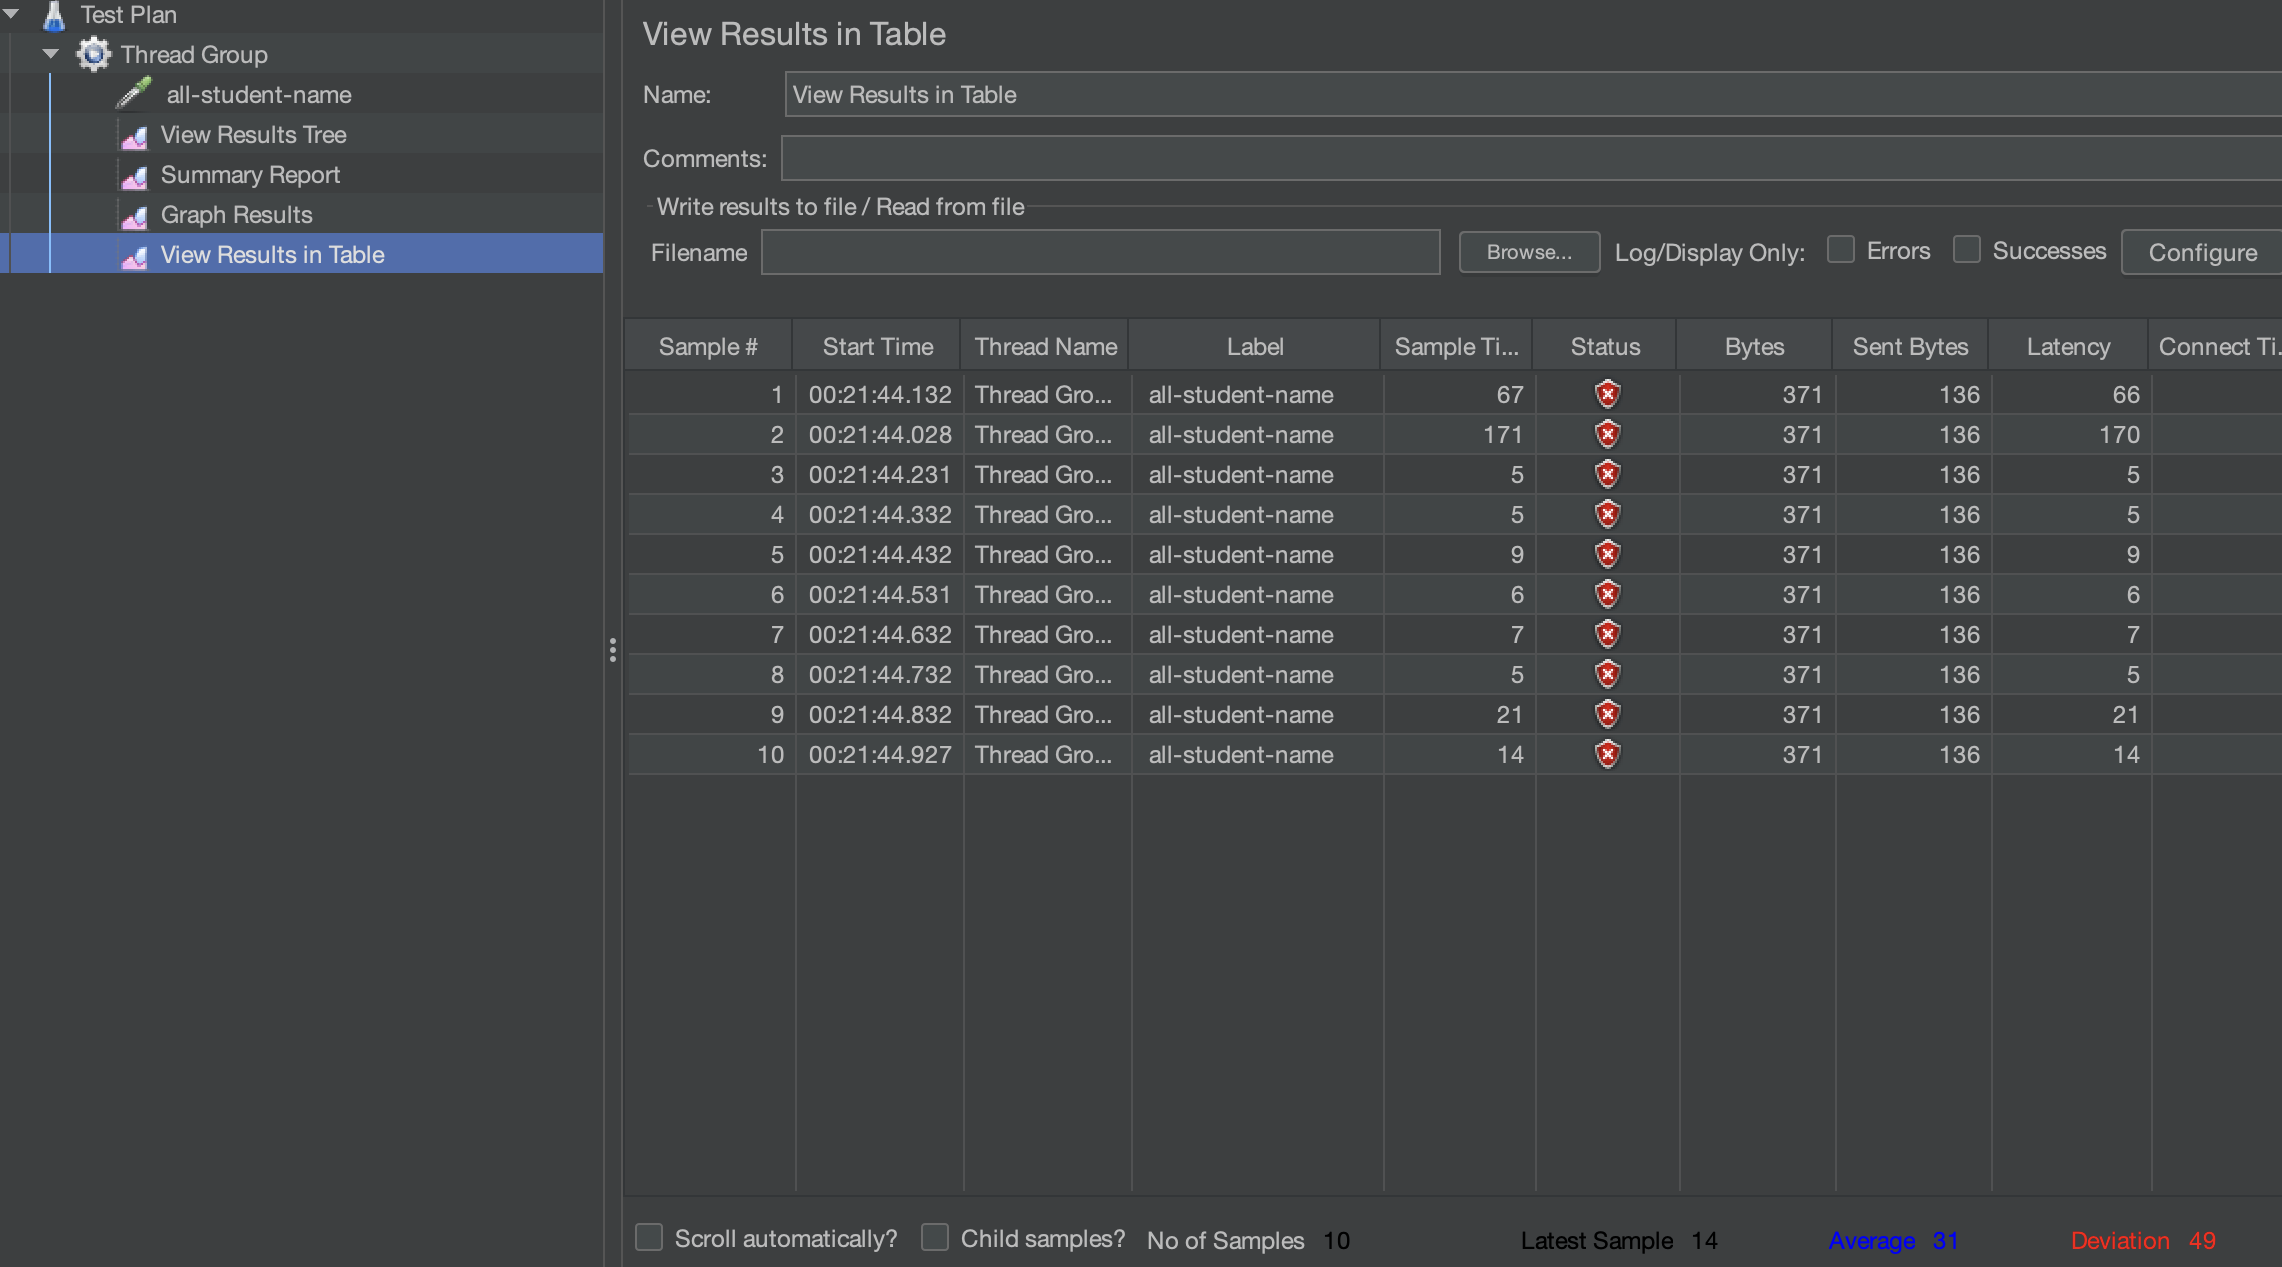 Test Plan
Thread Group
all-student-name
View Results Tree
Summary Report
Graph Results
View Results in Table
View Results in Table
Name: View Results in Table
Comments:
Write results to file / Read from file
Filename Browse... Log/Display Only: Errors Successes Configure
Sample # Start Time Thread Name Label Sample Ti... Status Bytes Sent Bytes Latency Connect Ti.
1 00:21:44.132 Thread Gro... all-student-name 67 371 136 66
2 00:21:44.028 Thread Gro... all-student-name 171 371 136 170
3 00:21:44.231 Thread Gro... all-student-name 5 371 136 5
4 00:21:44.332 Thread Gro... all-student-name 5 371 136 5
5 00:21:44.432 Thread Gro... all-student-name 9 371 136 9
6 00:21:44.531 Thread Gro... all-student-name 6 371 136 6
7 00:21:44.632 Thread Gro... all-student-name 7 371 136 7
8 00:21:44.732 Thread Gro... all-student-name 5 371 136 5
9 00:21:44.832 Thread Gro... all-student-name 21 371 136 21
10 00:21:44.927 Thread Gro... all-student-name 14 371 136 14
Scroll automatically? Child samples? No of Samples 10 Latest Sample 14 Average 31 Deviation 49